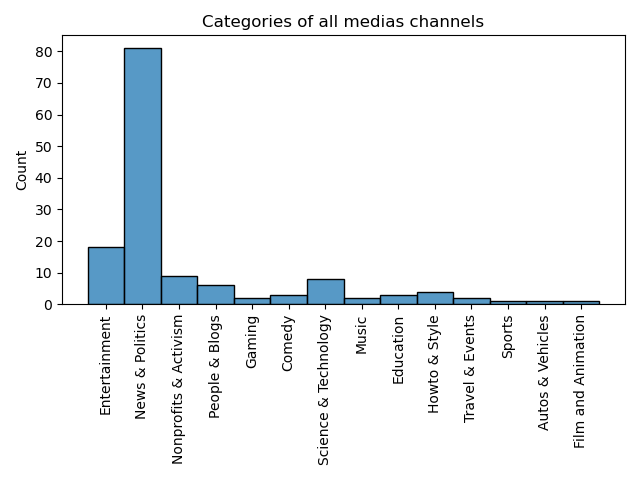 Categories of all medias channels
Count
80
70
60
50
40
30
20
10
0
Entertainment
News & Politics
Nonprofits & Activism
People & Blogs
Gaming
Comedy
Science & Technology
Music
Education
Howto & Style
Travel & Events
Sports
Autos & Vehicles
Film and Animation